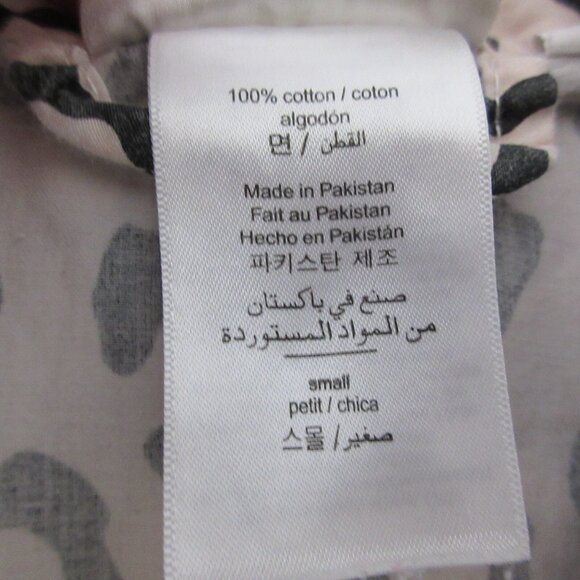 100% cotton / coton
algodón
면 / القطن
Made in Pakistan
Fait au Pakistan
Hecho en Pakistán
파키스탄 제조
صنع في باكستان
من المواد المستوردة
small
petit / chica
스몰 / صغير